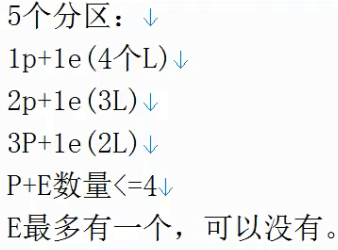 5个分区：↓
1p+1e(4个L)↓
2p+1e(3L)↓
3P+1e(2L)↓
P+E数量<=4↓
E最多有一个，可以没有。